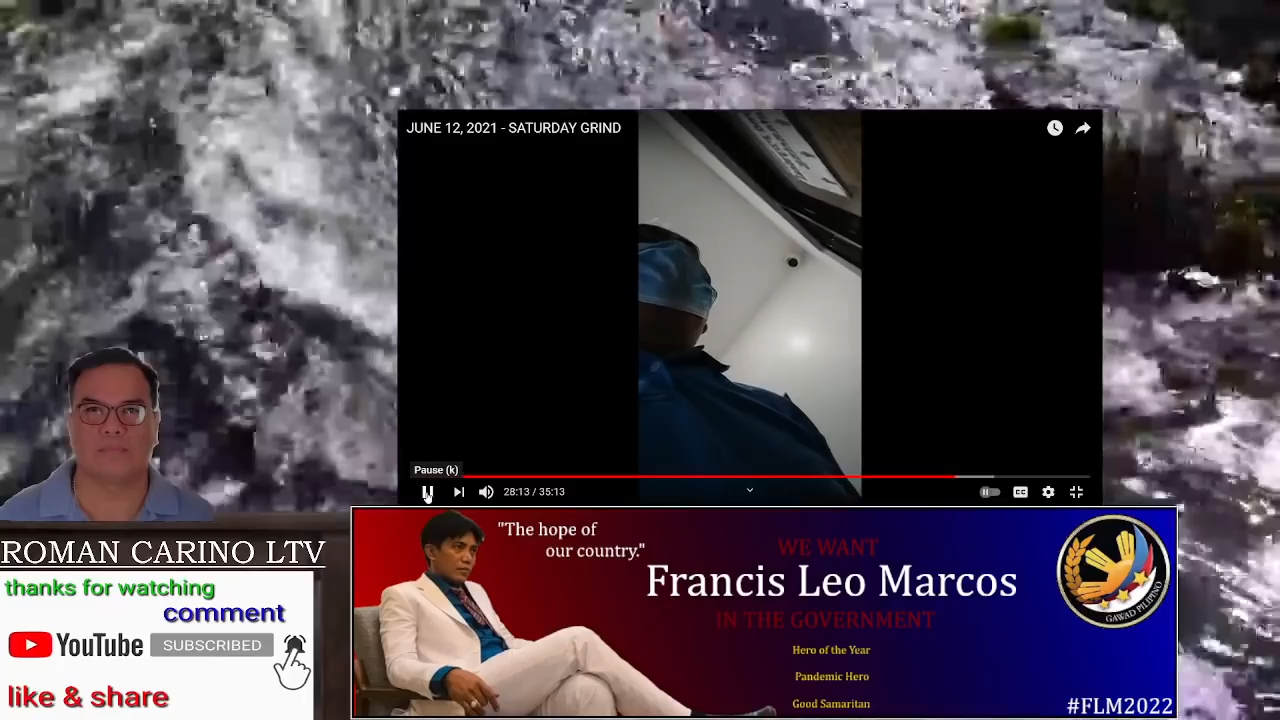 JUNE 12, 2021 - SATURDAY GRIND
Pause (k)
28:13 / 35:13
CC
ROMAN CARINO LTV
thanks for watching
comment
YouTube
SUBSCRIBED
like & share
"The hope of
our country."
WE WANT
Francis Leo Marcos
IN THE GOVERNMENT
Hero of the Year
Pandemic Hero
Good Samaritan
GAWAD PILIPINO
#FLM2022